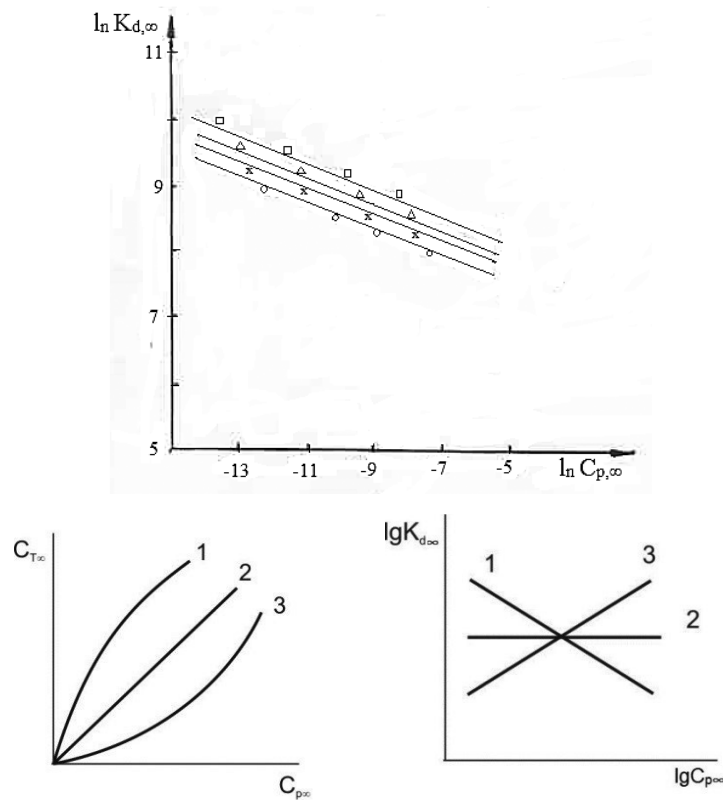 ln Kd,∞
11
9
7
5
-13 -11 -9 -7 -5 ln Cp,∞
CT∞
1
2
3
Cp∞
lgKd∞
1 3
2
lgCp∞